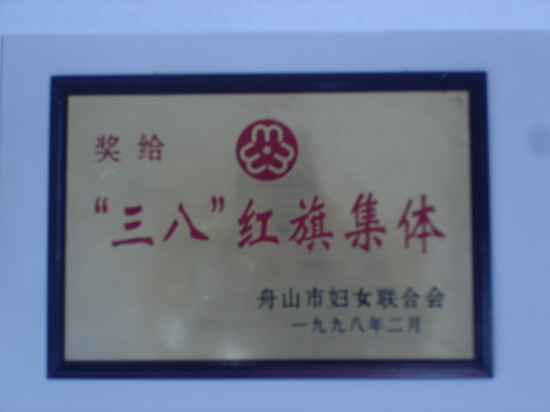 奖给
“三八”红旗集体
舟山市妇女联合会
一九九八年二月